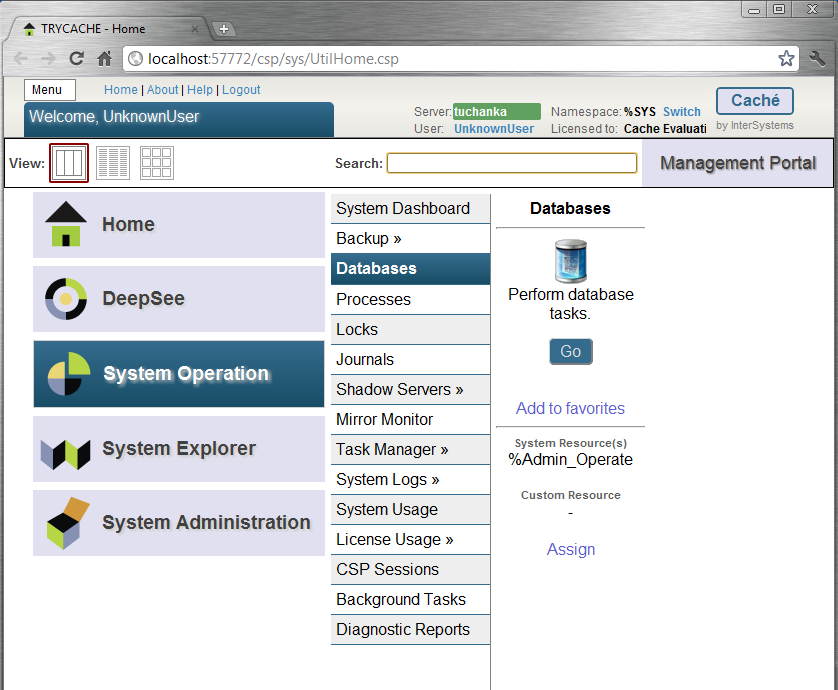 TRYCACHE - Home
localhost:57772/csp/sys/UtilHome.csp
Menu
Home | About | Help | Logout
Welcome, UnknownUser
Server: tuchanka
Namespace: %SYS Switch
User: UnknownUser
Licensed to: Cache Evaluati
Caché
by InterSystems
View:
Search:
Management Portal
Home
DeepSee
System Operation
System Explorer
System Administration
System Dashboard
Backup »
Databases
Processes
Locks
Journals
Shadow Servers »
Mirror Monitor
Task Manager »
System Logs »
System Usage
License Usage »
CSP Sessions
Background Tasks
Diagnostic Reports
Databases
Perform database
tasks.
Go
Add to favorites
System Resource(s)
%Admin_Operate
Custom Resource
-
Assign